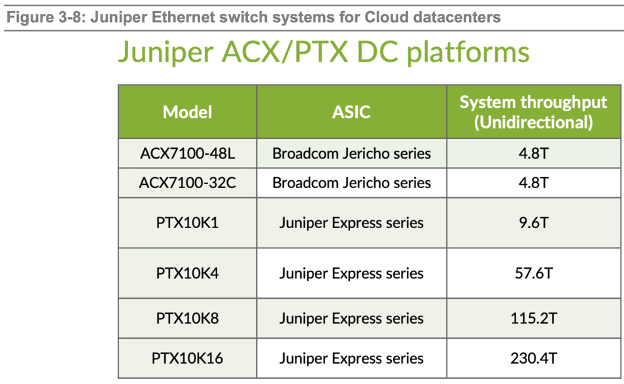 Figure 3-8: Juniper Ethernet switch systems for Cloud datacenters
Juniper ACX/PTX DC platforms
Model ASIC System throughput
(Unidirectional)
ACX7100-48L Broadcom Jericho series 4.8T
ACX7100-32C Broadcom Jericho series 4.8T
PTX10K1 Juniper Express series 9.6T
PTX10K4 Juniper Express series 57.6T
PTX10K8 Juniper Express series 115.2T
PTX10K16 Juniper Express series 230.4T